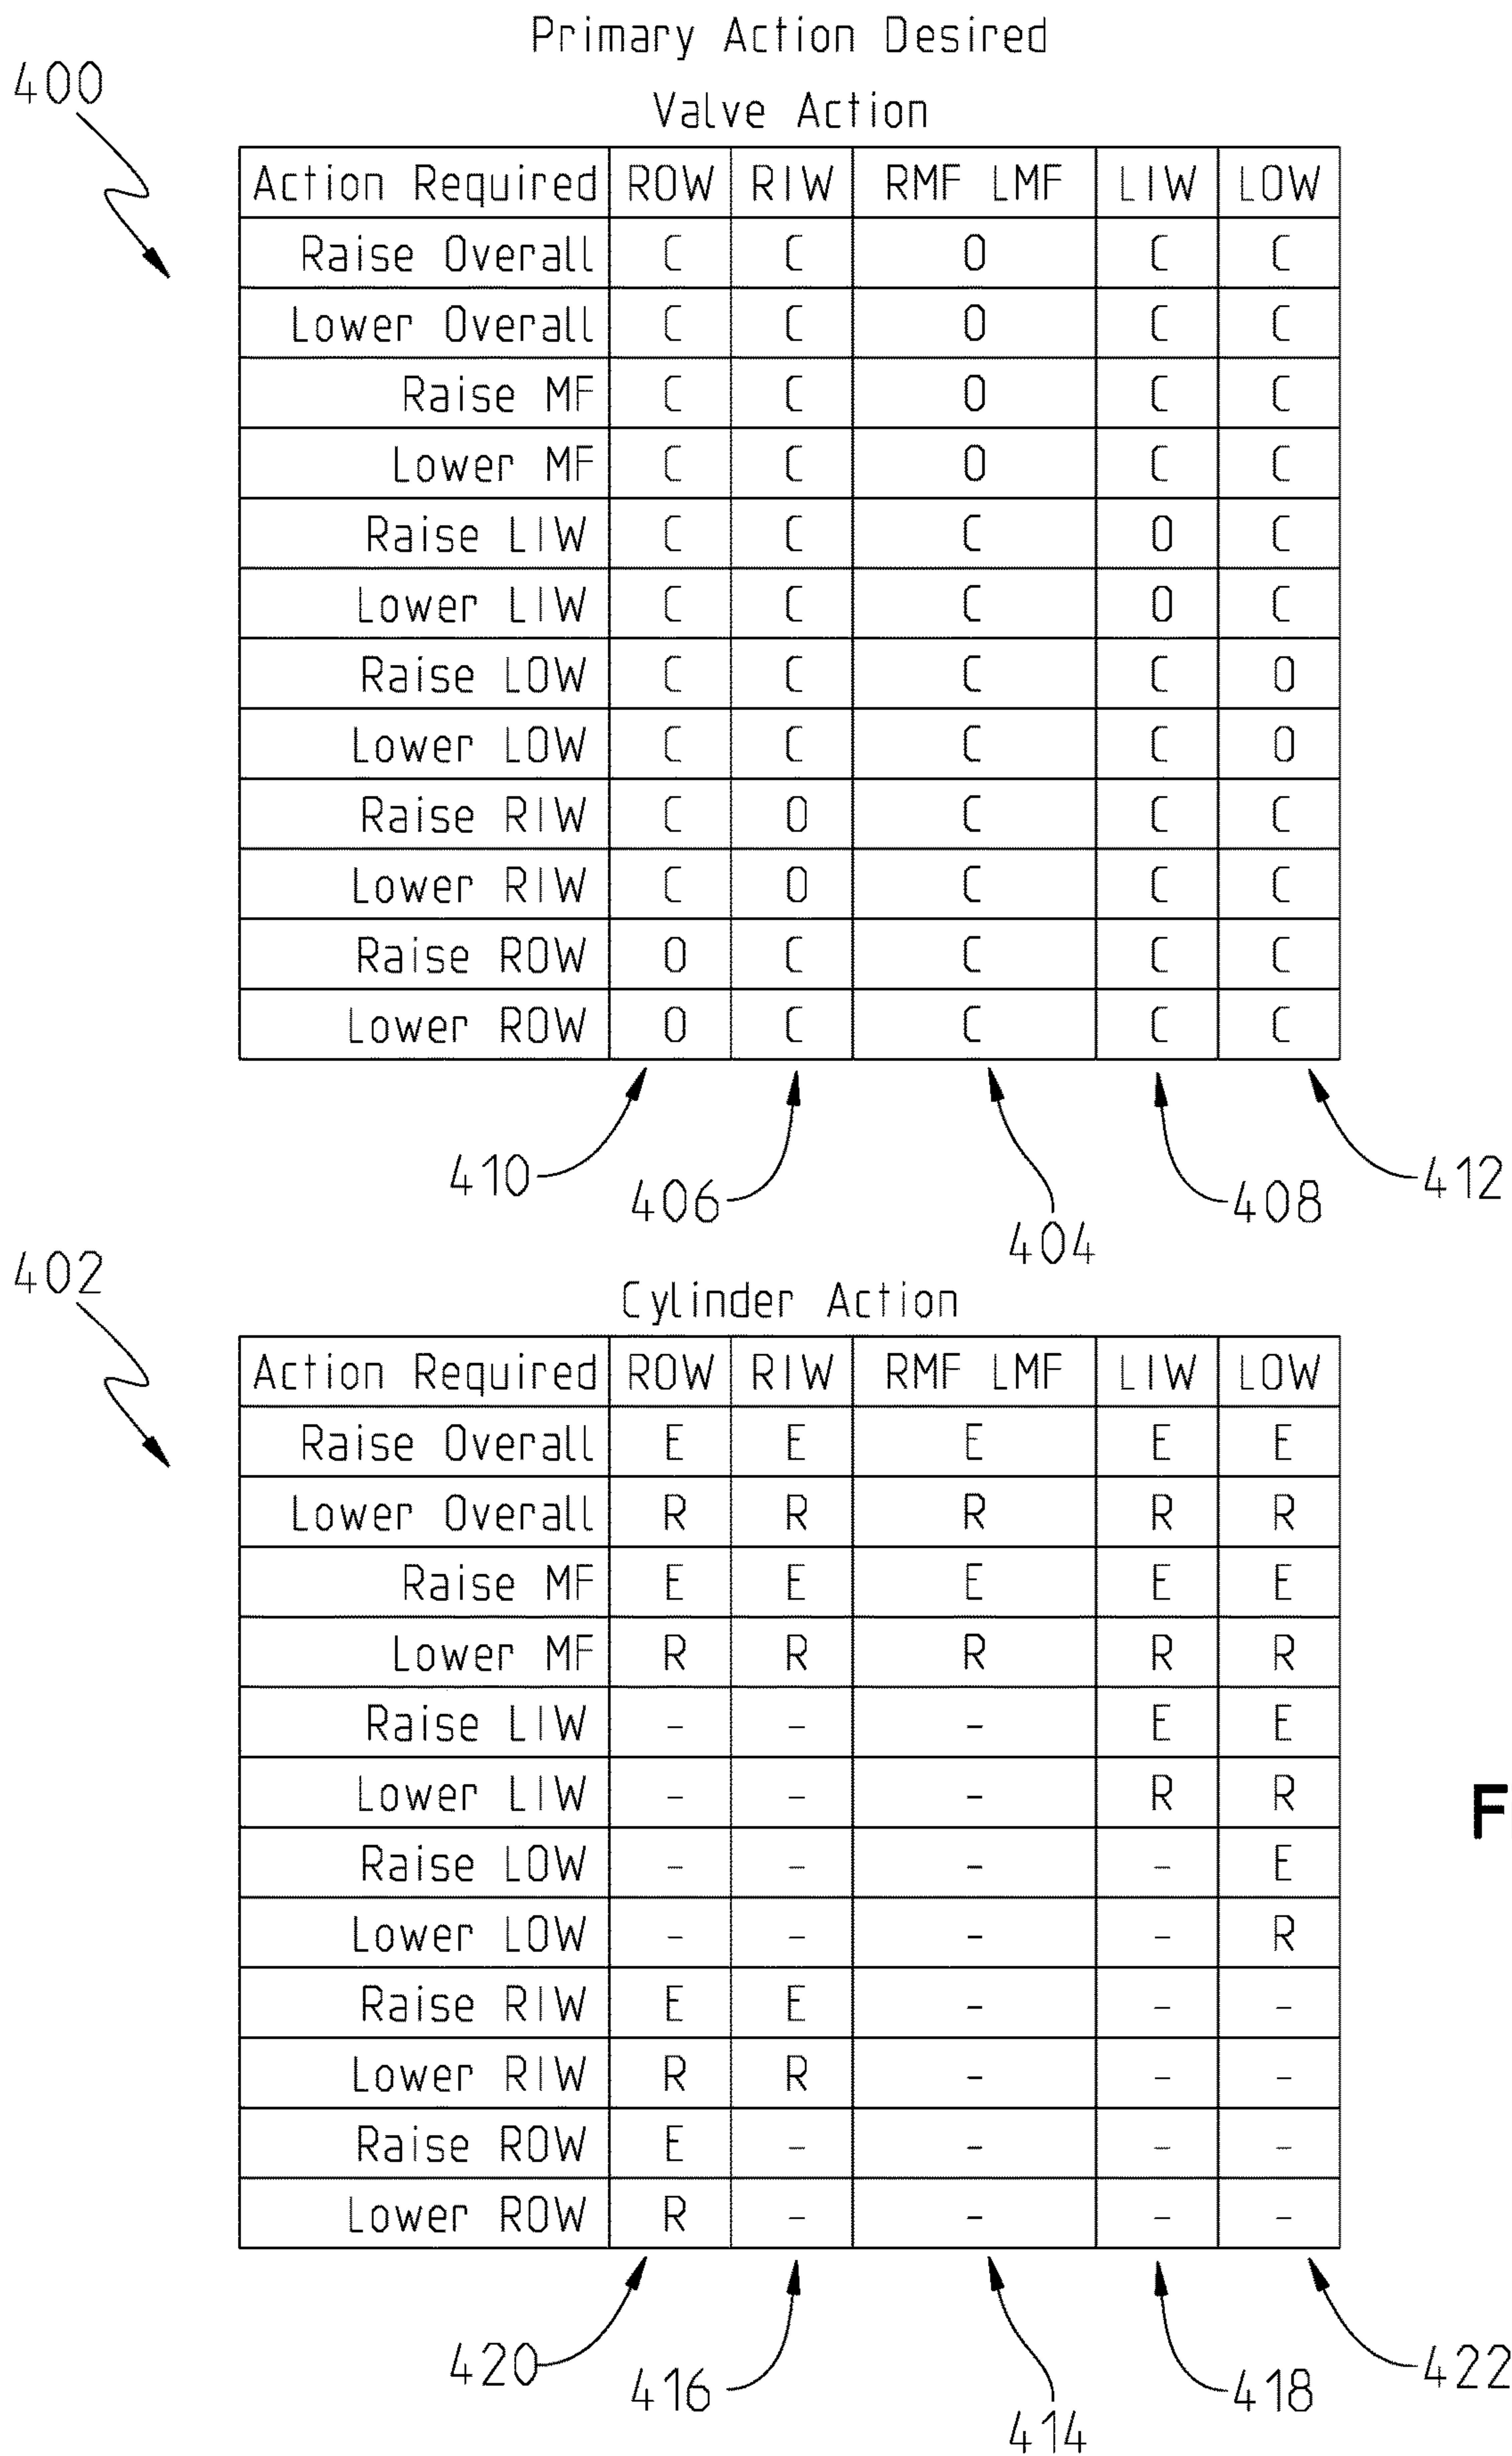 Primary Action Desired
400
Valve Action
Action Required ROW RIW RMF LMF LIW LOW
Raise Overall C C O C C
Lower Overall C C O C C
Raise MF C C O C C
Lower MF C C O C C
Raise LIW C C C O C
Lower LIW C C C O C
Raise LOW C C C C O
Lower LOW C C C C O
Raise RIW C O C C C
Lower RIW C O C C C
Raise ROW O C C C C
Lower ROW O C C C C
410 406 404 408 412
402
Cylinder Action
Action Required ROW RIW RMF LMF LIW LOW
Raise Overall E E E E E
Lower Overall R R R R R
Raise MF E E E E E
Lower MF R R R R R
Raise LIW - - - E E
Lower LIW - - - R R
F
Raise LOW - - - - E
Lower LOW - - - - R
Raise RIW E E - - -
Lower RIW R R - - -
Raise ROW E - - - -
Lower ROW R - - - -
420 416 414 418 422